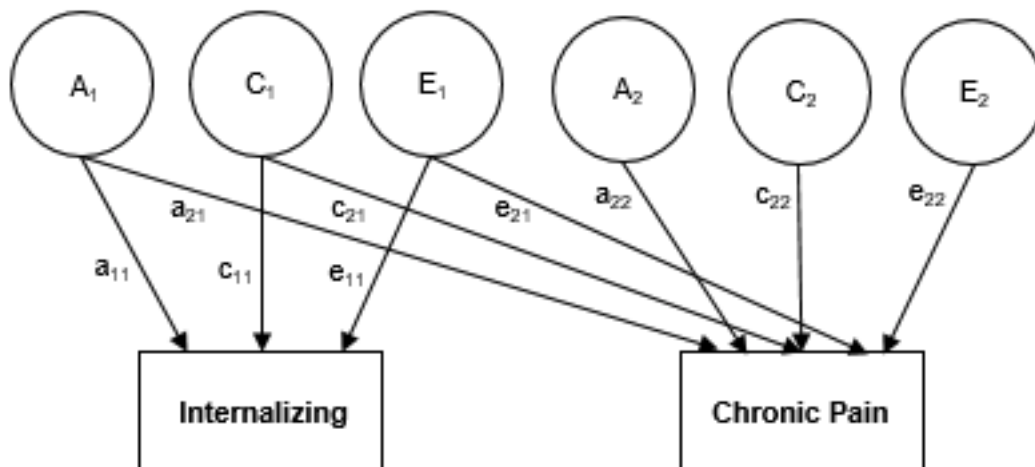 A₁ C₁ E₁ A₂ C₂ E₂
a₂₁ c₂₁ e₂₁ a₂₂ c₂₂ e₂₂
a₁₁ c₁₁ e₁₁
Internalizing Chronic Pain